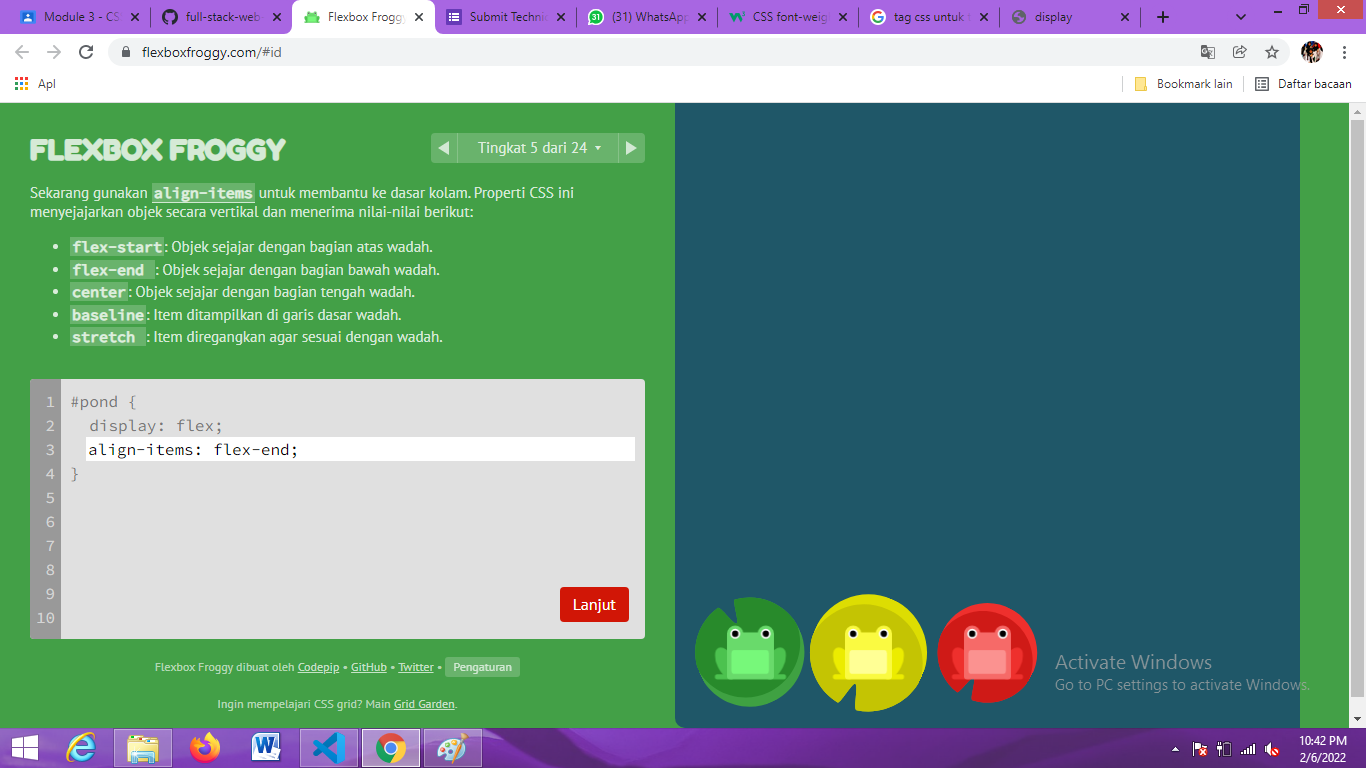 Module 3 - CS
full-stack-web
Flexbox Froggy
Submit Techni
(31) WhatsApp
CSS font-weig
tag css untuk
display
flexboxfroggy.com/#id
Apl
Bookmark lain
Daftar bacaan
FLEXBOX FROGGY
Tingkat 5 dari 24
Sekarang gunakan align-items untuk membantu ke dasar kolam. Properti CSS ini
menyejajarkan objek secara vertikal dan menerima nilai-nilai berikut:
flex-start: Objek sejajar dengan bagian atas wadah.
flex-end : Objek sejajar dengan bagian bawah wadah.
center: Objek sejajar dengan bagian tengah wadah.
baseline: Item ditampilkan di garis dasar wadah.
stretch : Item diregangkan agar sesuai dengan wadah.
1 #pond {
2 display: flex;
3 align-items: flex-end;
4 }
5
6
7
8
9
10
Lanjut
Flexbox Froggy dibuat oleh Codepip • GitHub • Twitter • Pengaturan
Ingin mempelajari CSS grid? Main Grid Garden.
Activate Windows
Go to PC settings to activate Windows.
10:42 PM
2/6/2022